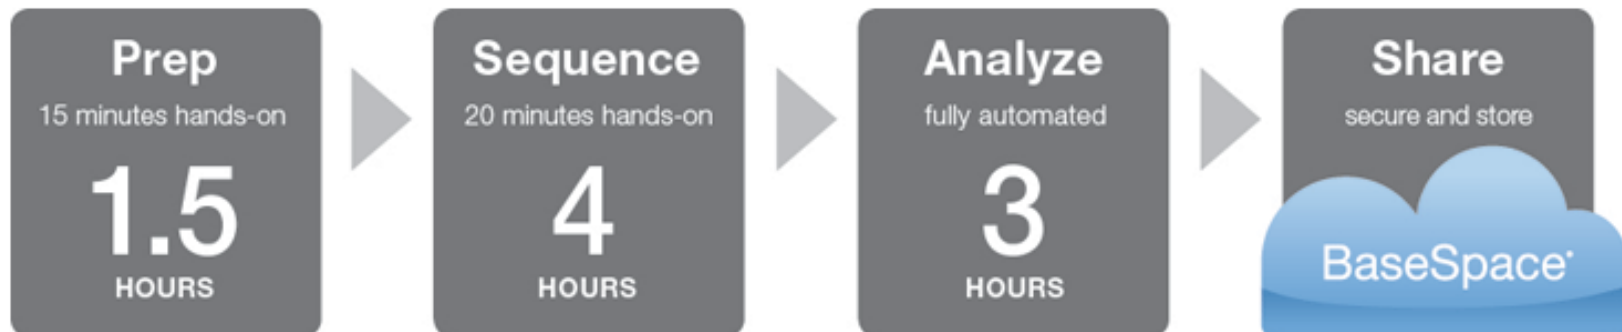 Prep
15 minutes hands-on
1.5
HOURS
Sequence
20 minutes hands-on
4
HOURS
Analyze
fully automated
3
HOURS
Share
secure and store
BaseSpace•